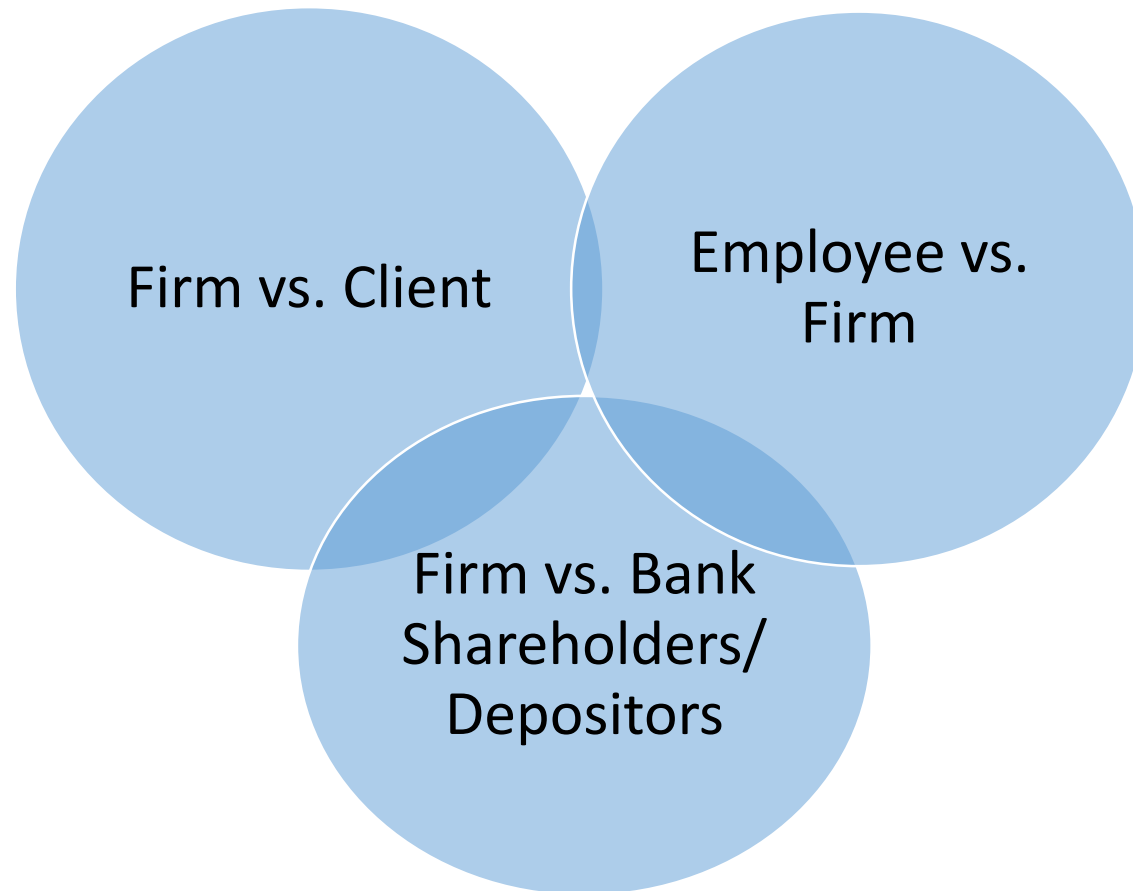 Firm vs. Client
Employee vs.
Firm
Firm vs. Bank
Shareholders/
Depositors